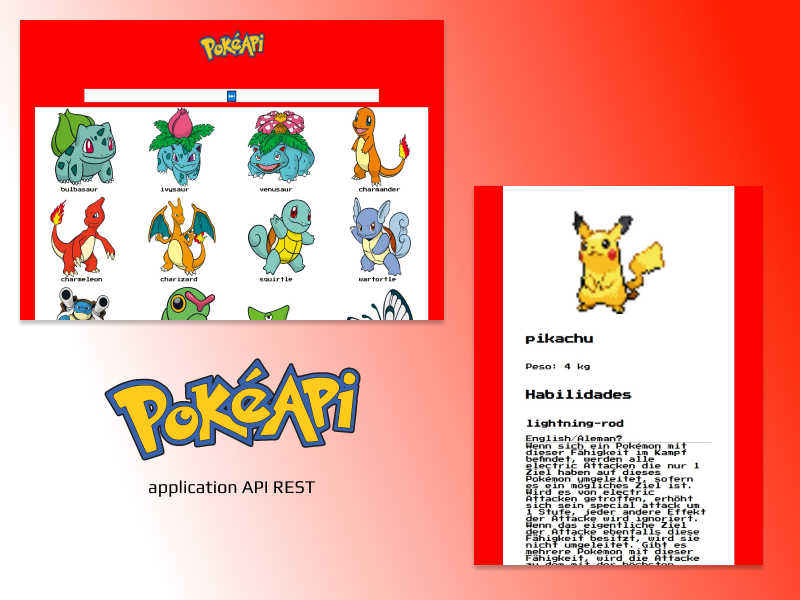 PokéApi
bulbasaur
ivysaur
venusaur
charmander
charmeleon
charizard
squirtle
wartortle
PokéApi
application API REST
pikachu
Peso: 4 kg
Habilidades
lightning-rod
English/Aleman?
Wenn sich ein Pokémon mit
dieser Fähigkeit im Kampf
befindet, werden alle
electric Attacken die nur 1
Ziel haben auf dieses
Pokémon umgeleitet, sofern
es ein mögliches Ziel ist.
Wird es von electric
Attacken getroffen, erhöht
sich sein special attack um
1 Stufe, jeder andere Effekt
der Attacke wird ignoriert.
Wenn das eigentliche Ziel
der Attacke ebenfalls diese
Fähigkeit besitzt, wird sie
nicht umgeleitet. Gibt es
mehrere Pokémon mit dieser
Fähigkeit, wird die Attacke
zu dem mit der höchsten